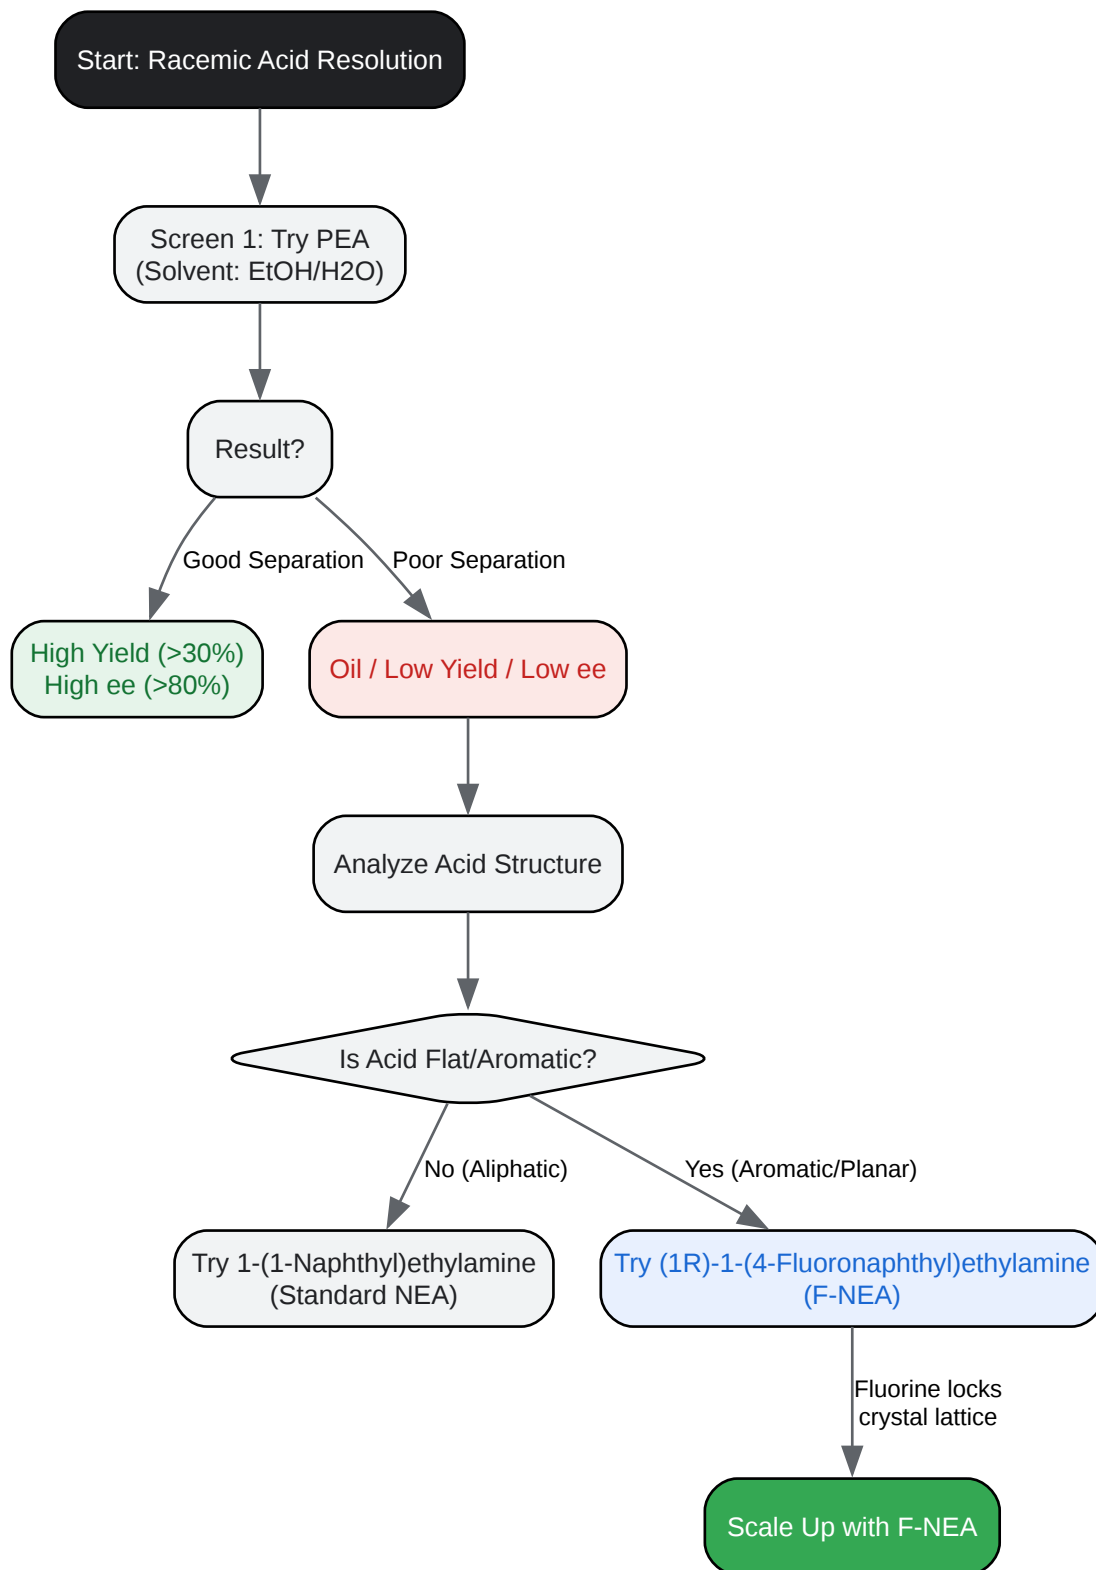 Start: Racemic Acid Resolution
Screen 1: Try PEA
(Solvent: EtOH/H2O)
Result?
Good Separation
Poor Separation
High Yield (>30%)
High ee (>80%)
Oil / Low Yield / Low ee
Analyze Acid Structure
Is Acid Flat/Aromatic?
No (Aliphatic)
Yes (Aromatic/Planar)
Try 1-(1-Naphthyl)ethylamine
(Standard NEA)
Try (1R)-1-(4-Fluoronaphthyl)ethylamine
(F-NEA)
Fluorine locks
crystal lattice
Scale Up with F-NEA